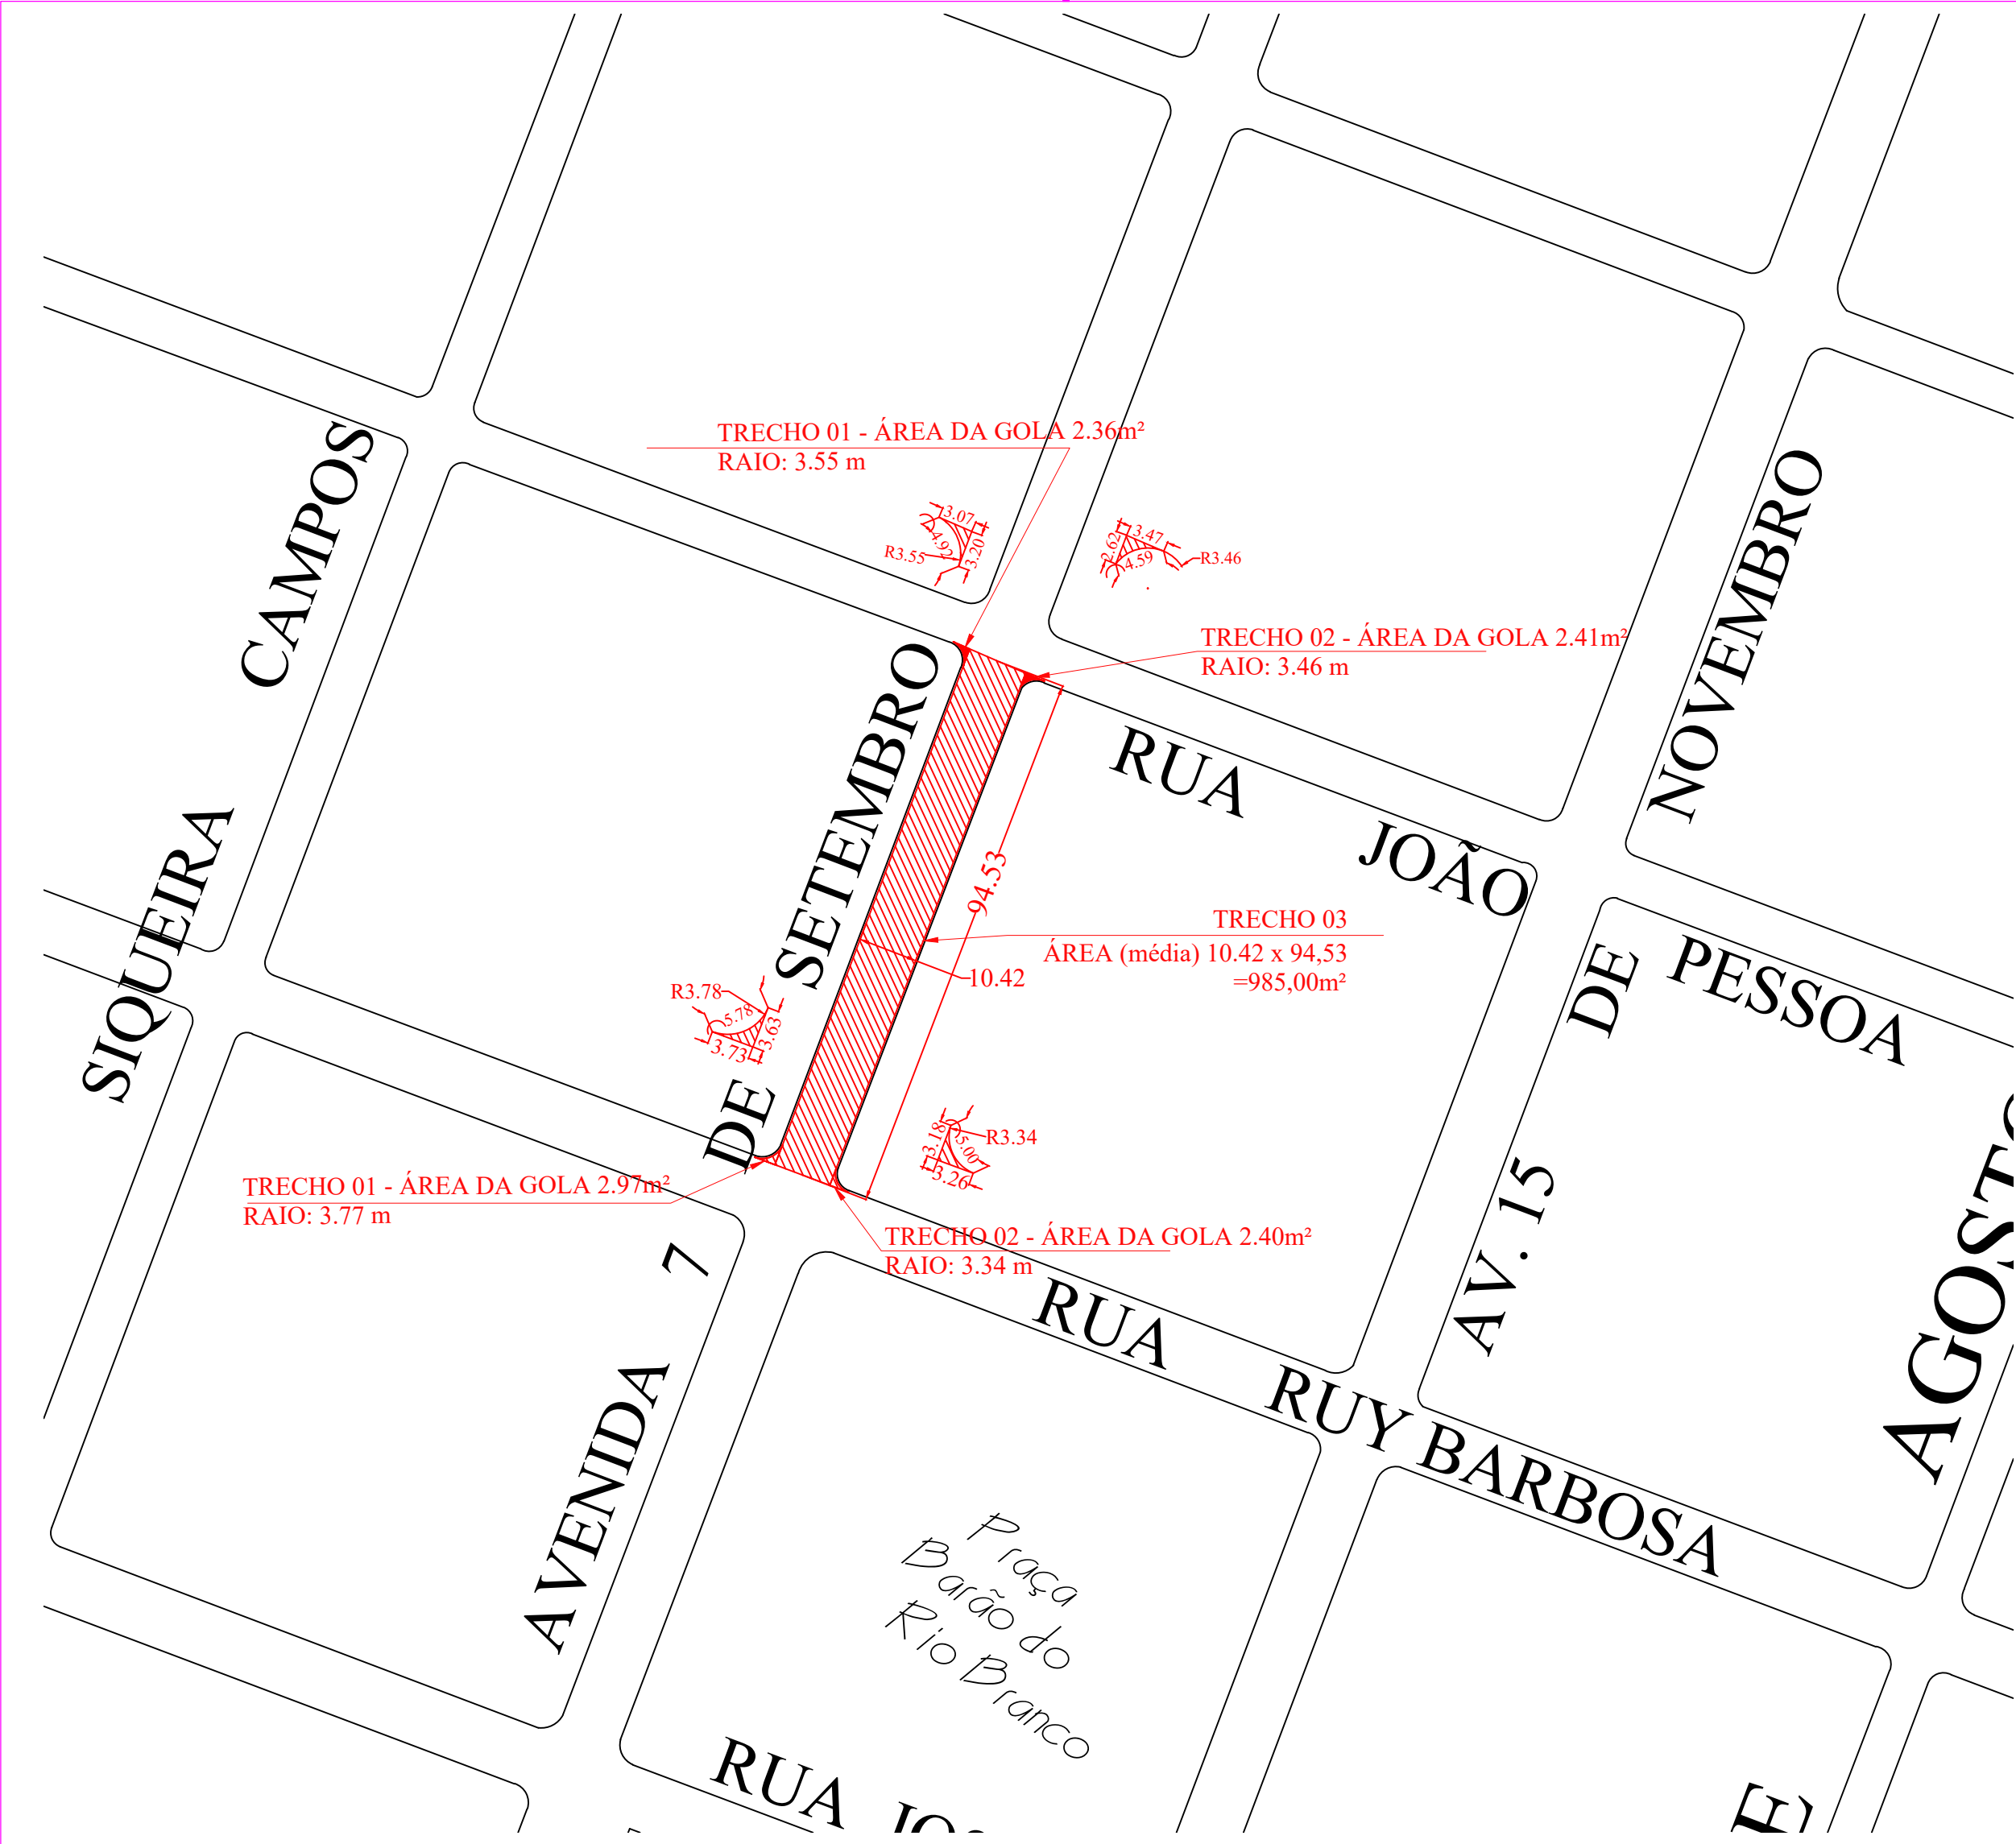 TRECHO 01 - ÁREA DA GOLA 2.36m²
RAIO: 3.55 m
CAMPOS
NOVEMBRO
3.07
4.92
3.20
R3.55
3.47
2.62
4.59
R3.46
TRECHO 02 - ÁREA DA GOLA 2.41m²
RAIO: 3.46 m
SETEMBRO
RUA
JOÃO
SIQUEIRA
94.53
TRECHO 03
ÁREA (média) 10.42 x 94,53
=985,00m²
10.42
DE
PESSOA
R3.78
5.78
3.63
3.73
DE
3.18
5.00
R3.34
3.26
TRECHO 01 - ÁREA DA GOLA 2.97m²
RAIO: 3.77 m
TRECHO 02 - ÁREA DA GOLA 2.40m²
RAIO: 3.34 m
7
AV. 15
RUA
RUY BARBOSA
AVENIDA
Praça
Barão do
Rio Branco
RUA